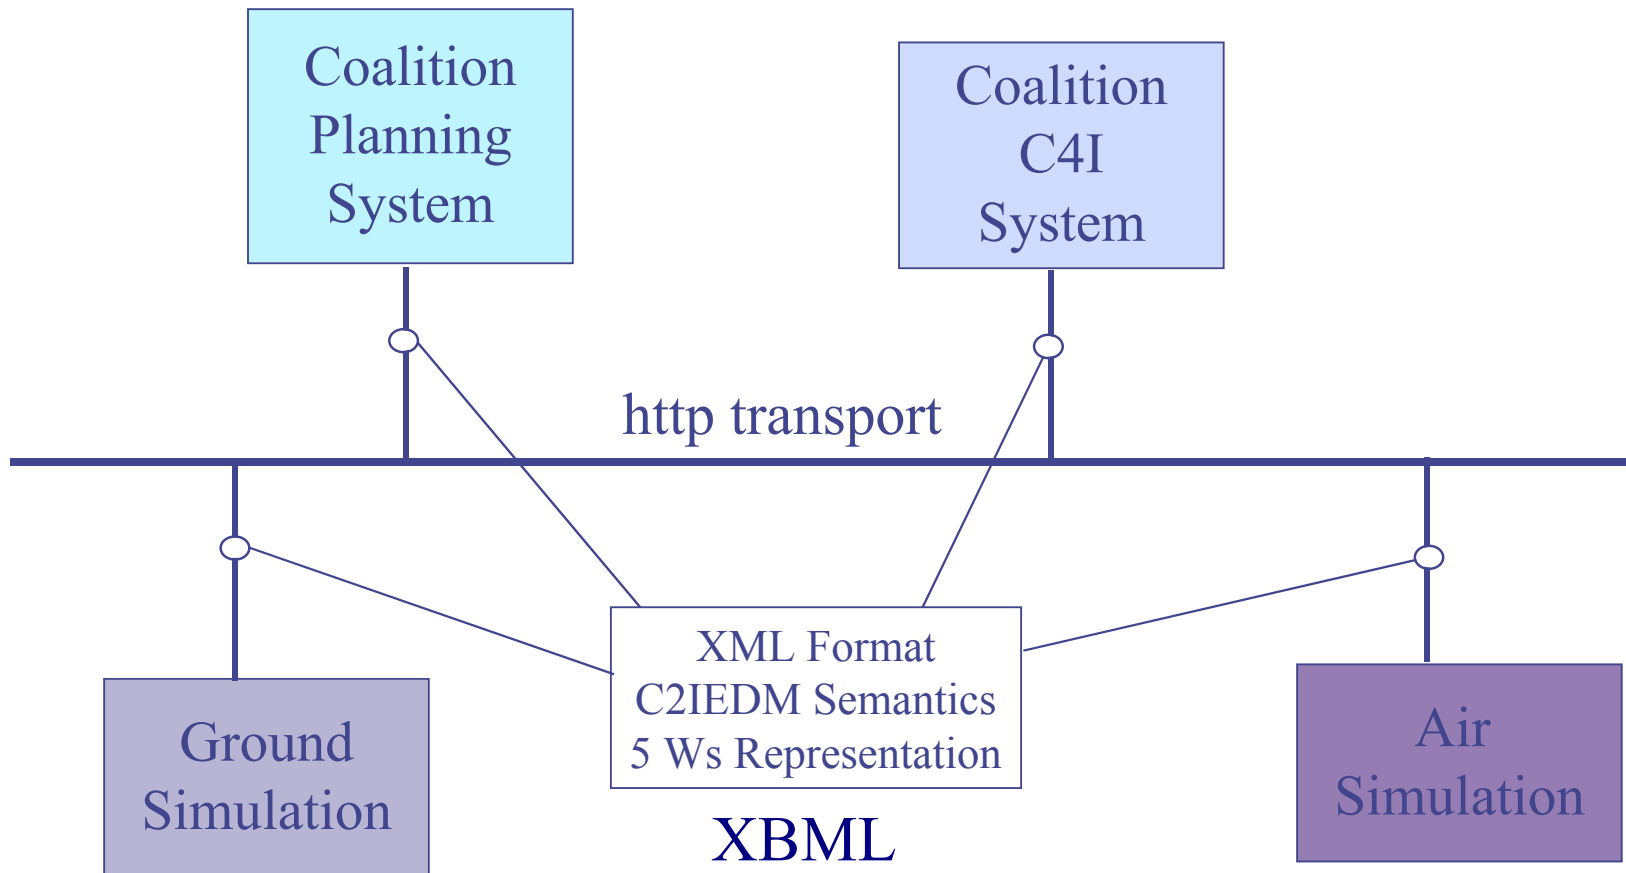 Coalition
Planning
System
Coalition
C4I
System
http transport
XML Format
C2IEDM Semantics
5 Ws Representation
Ground
Simulation
Air
Simulation
XBML